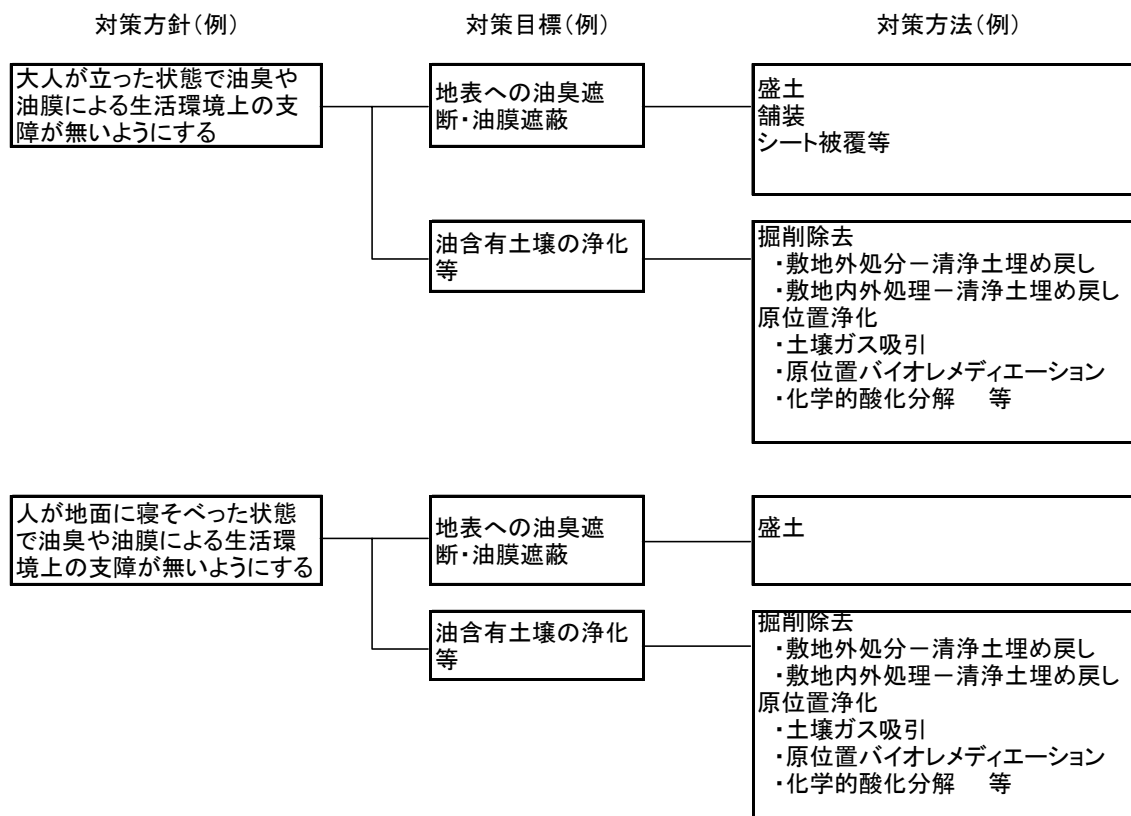 対策方針（例）
対策目標（例）
対策方法（例）
大人が立った状態で油臭や
油膜による生活環境上の支
障が無いようにする
地表への油臭遮
断・油膜遮蔽
盛土
舗装
シート被覆等
油含有土壌の浄化
等
掘削除去
・敷地外処分－清浄土埋め戻し
・敷地内外処理－清浄土埋め戻し
原位置浄化
・土壌ガス吸引
・原位置バイオレメディエーション
・化学的酸化分解　等
人が地面に寝そべった状態
で油臭や油膜による生活環
境上の支障が無いようにする
地表への油臭遮
断・油膜遮蔽
盛土
油含有土壌の浄化
等
掘削除去
・敷地外処分－清浄土埋め戻し
・敷地内外処理－清浄土埋め戻し
原位置浄化
・土壌ガス吸引
・原位置バイオレメディエーション
・化学的酸化分解　等